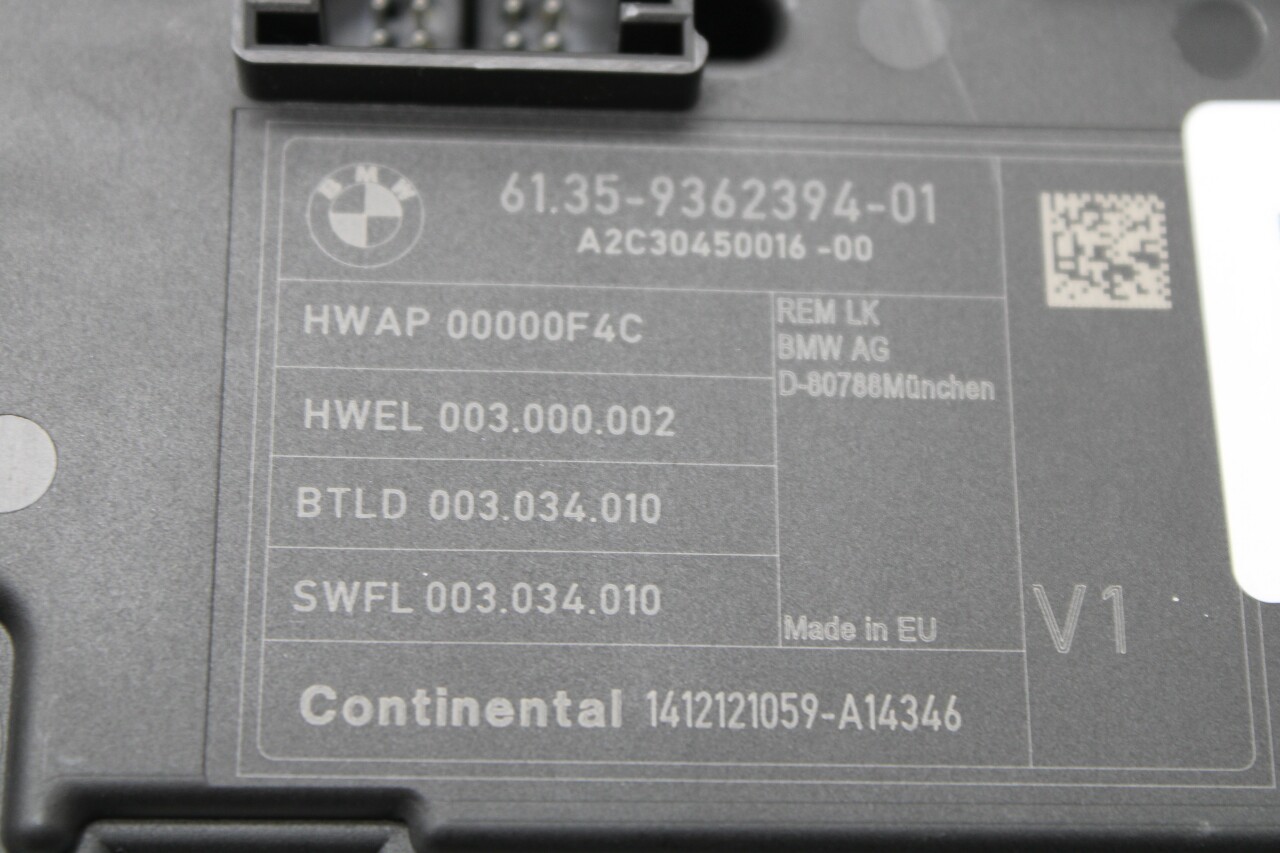 BMW
61.35-9362394-01
A2C30450016 -00
HWAP 00000F4C
REM LK
BMW AG
D-80788München
HWEL 003.000.002
BTLD 003.034.010
SWFL 003.034.010
Made in EU
V1
Continental 1412121059-A14346